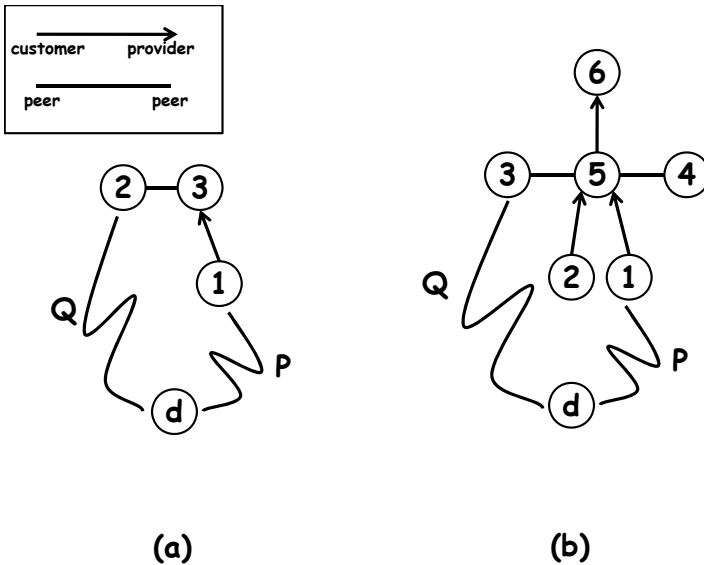 customer provider
peer peer
6
2 3
3 5 4
1
2 1
Q P
Q P
d
d
(a) (b)